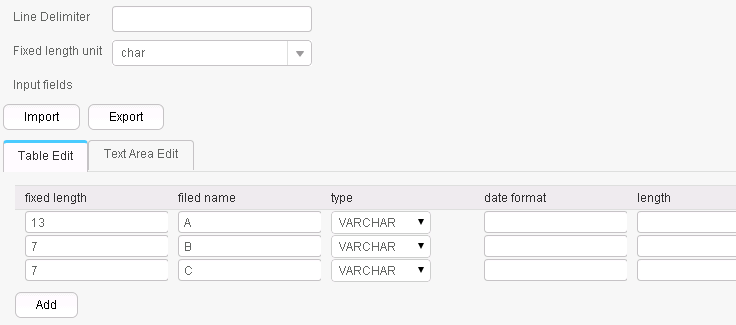 Line Delimiter
Fixed length unit char
Input fields
Import Export
Table Edit Text Area Edit
fixed length filed name type date format length
13 A VARCHAR
7 B VARCHAR
7 C VARCHAR
Add